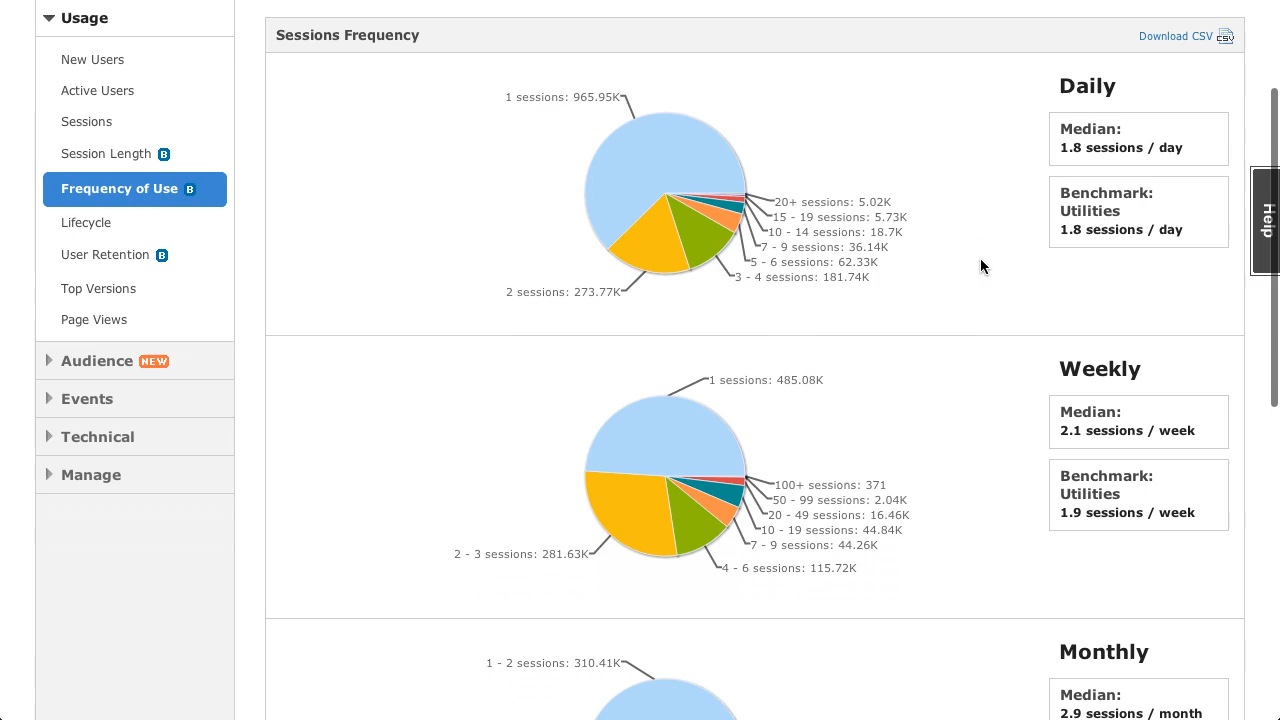 Usage
New Users
Active Users
Sessions
Session Length B
Frequency of Use B
Lifecycle
User Retention B
Top Versions
Page Views
Audience NEW
Events
Technical
Manage
Sessions Frequency
Download CSV CSV
1 sessions: 965.95K
20+ sessions: 5.02K
15 - 19 sessions: 5.73K
10 - 14 sessions: 18.7K
7 - 9 sessions: 36.14K
5 - 6 sessions: 62.33K
3 - 4 sessions: 181.74K
2 sessions: 273.77K
Daily
Median:
1.8 sessions / day
Benchmark:
Utilities
1.8 sessions / day
1 sessions: 485.08K
100+ sessions: 371
50 - 99 sessions: 2.04K
20 - 49 sessions: 16.46K
10 - 19 sessions: 44.84K
7 - 9 sessions: 44.26K
4 - 6 sessions: 115.72K
2 - 3 sessions: 281.63K
Weekly
Median:
2.1 sessions / week
Benchmark:
Utilities
1.9 sessions / week
1 - 2 sessions: 310.41K
Monthly
Median:
2.9 sessions / month
Help